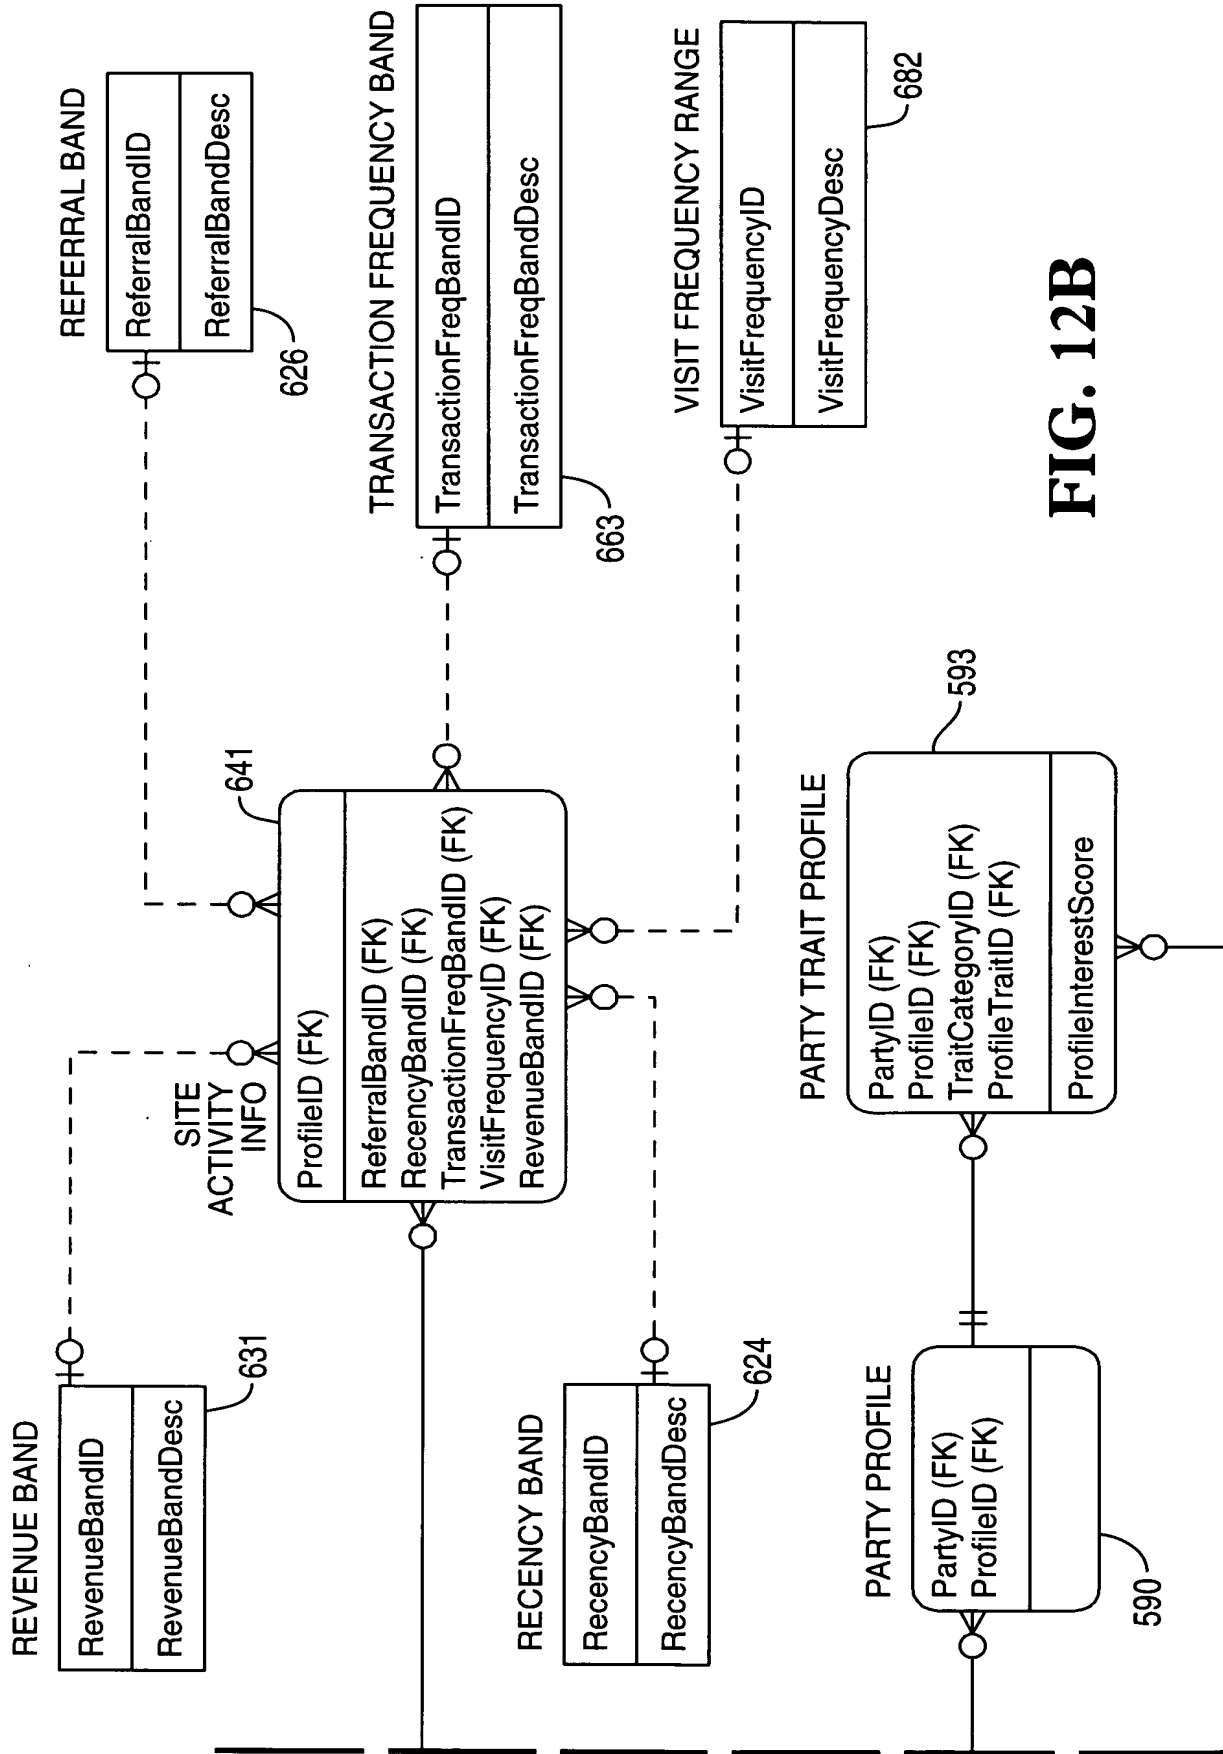 REVENUE BAND
RevenueBandID
RevenueBandDesc
631
REFERRAL BAND
ReferralBandID
ReferralBandDesc
626
SITE
ACTIVITY
INFO
641
ProfileID (FK)
ReferralBandID (FK)
RecencyBandID (FK)
TransactionFreqBandID (FK)
VisitFrequencyID (FK)
RevenueBandID (FK)
TRANSACTION FREQUENCY BAND
TransactionFreqBandID
TransactionFreqBandDesc
663
RECENCY BAND
RecencyBandID
RecencyBandDesc
624
VISIT FREQUENCY RANGE
VisitFrequencyID
VisitFrequencyDesc
682
PARTY PROFILE
PartyID (FK)
ProfileID (FK)
590
PARTY TRAIT PROFILE
PartyID (FK)
ProfileID (FK)
TraitCategoryID (FK)
ProfileTraitID (FK)
ProfileInterestScore
593
FIG. 12B